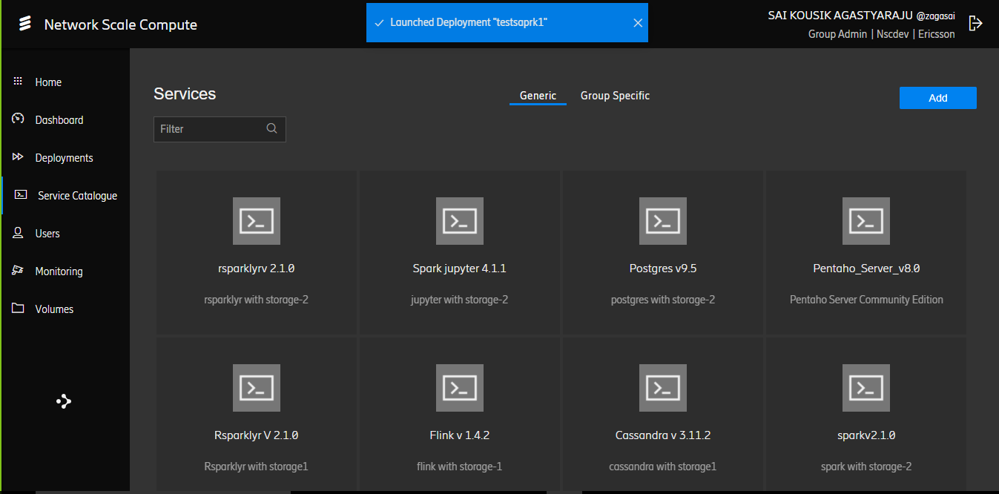 Network Scale Compute
Launched Deployment "testsaprk1"
SAI KOUSIK AGASTYARAJU @zagasai
Group Admin | Nscdev | Ericsson
Home
Dashboard
Deployments
Service Catalogue
Users
Monitoring
Volumes
Services
Generic
Group Specific
Add
Filter
rsparklyrv 2.1.0
rsparklyr with storage-2
Spark jupyter 4.1.1
jupyter with storage-2
Postgres v9.5
postgres with storage-2
Pentaho_Server_v8.0
Pentaho Server Community Edition
Rsparklyr V 2.1.0
Rsparklyr with storage1
Flink v 1.4.2
flink with storage-1
Cassandra v 3.11.2
cassandra with storage1
sparkv2.1.0
spark with storage-2